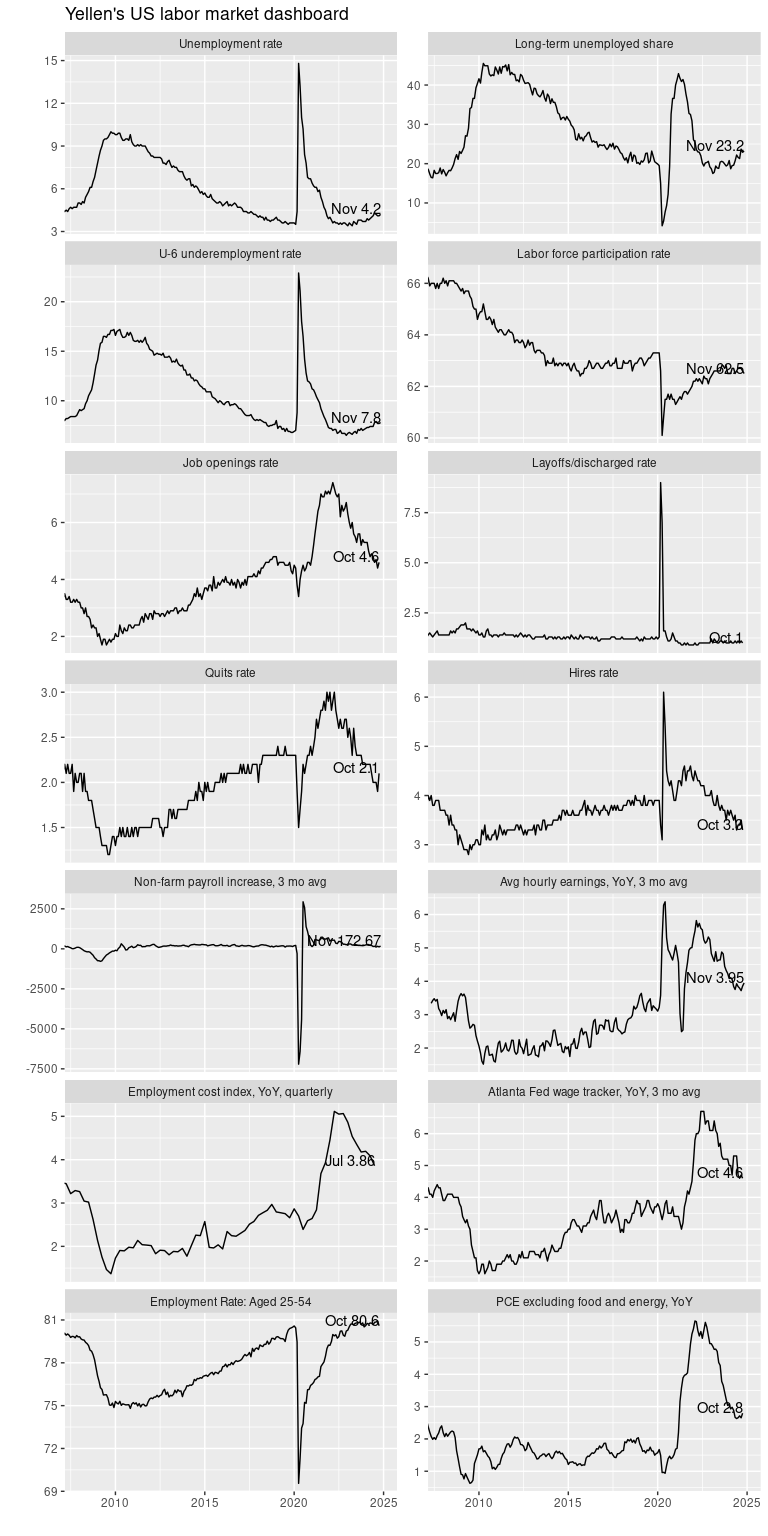 Yellen's US labor market dashboard
Unemployment rate
Long-term unemployed share
15
12
9
6
3
Nov 4.2
40
30
20
10
Nov 23.2
U-6 underemployment rate
Labor force participation rate
20
15
10
Nov 7.8
66
64
62
60
Nov 62.5
Job openings rate
Layoffs/discharged rate
6
4
2
Oct 4.6
7.5
5.0
2.5
Oct 1
Quits rate
Hires rate
3.0
2.5
2.0
1.5
Oct 2.1
6
5
4
3
Oct 3.3
Non-farm payroll increase, 3 mo avg
Avg hourly earnings, YoY, 3 mo avg
2500
0
-2500
-5000
-7500
Nov 172.67
6
5
4
3
2
Nov 3.95
Employment cost index, YoY, quarterly
Atlanta Fed wage tracker, YoY, 3 mo avg
5
4
3
2
Jul 3.86
6
5
4
3
2
Oct 4.6
Employment Rate: Aged 25-54
PCE excluding food and energy, YoY
81
78
75
72
69
Oct 80.6
5
4
3
2
1
Oct 2.8
2010
2015
2020
2025
2010
2015
2020
2025